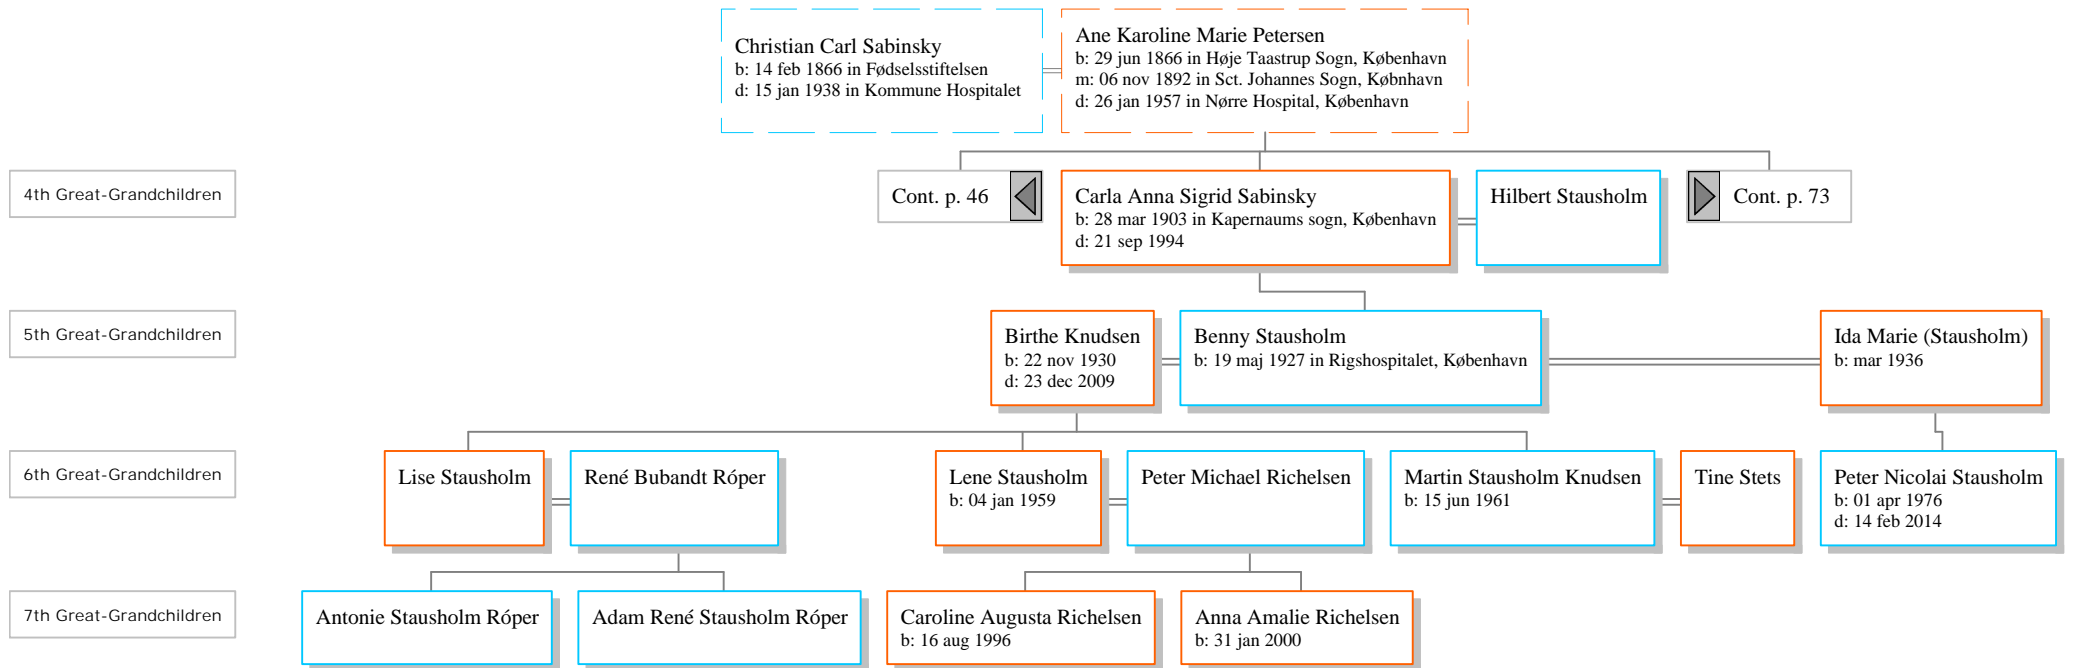 Christian Carl Sabinsky
b: 14 feb 1866 in Fødselsstiftelsen
d: 15 jan 1938 in Kommune Hospitalet
Ane Karoline Marie Petersen
b: 29 jun 1866 in Høje Taastrup Sogn, København
m: 06 nov 1892 in Sct. Johannes Sogn, Købnhavn
d: 26 jan 1957 in Nørre Hospital, København
4th Great-Grandchildren
Cont. p. 46
Carla Anna Sigrid Sabinsky
b: 28 mar 1903 in Kapernaums sogn, København
d: 21 sep 1994
Hilbert Stausholm
Cont. p. 73
5th Great-Grandchildren
Birthe Knudsen
b: 22 nov 1930
d: 23 dec 2009
Benny Stausholm
b: 19 maj 1927 in Rigshospitalet, København
Ida Marie (Stausholm)
b: mar 1936
6th Great-Grandchildren
Lise Stausholm
René Bubandt Róper
Lene Stausholm
b: 04 jan 1959
Peter Michael Richelsen
Martin Stausholm Knudsen
b: 15 jun 1961
Tine Stets
Peter Nicolai Stausholm
b: 01 apr 1976
d: 14 feb 2014
7th Great-Grandchildren
Antonie Stausholm Róper
Adam René Stausholm Róper
Caroline Augusta Richelsen
b: 16 aug 1996
Anna Amalie Richelsen
b: 31 jan 2000